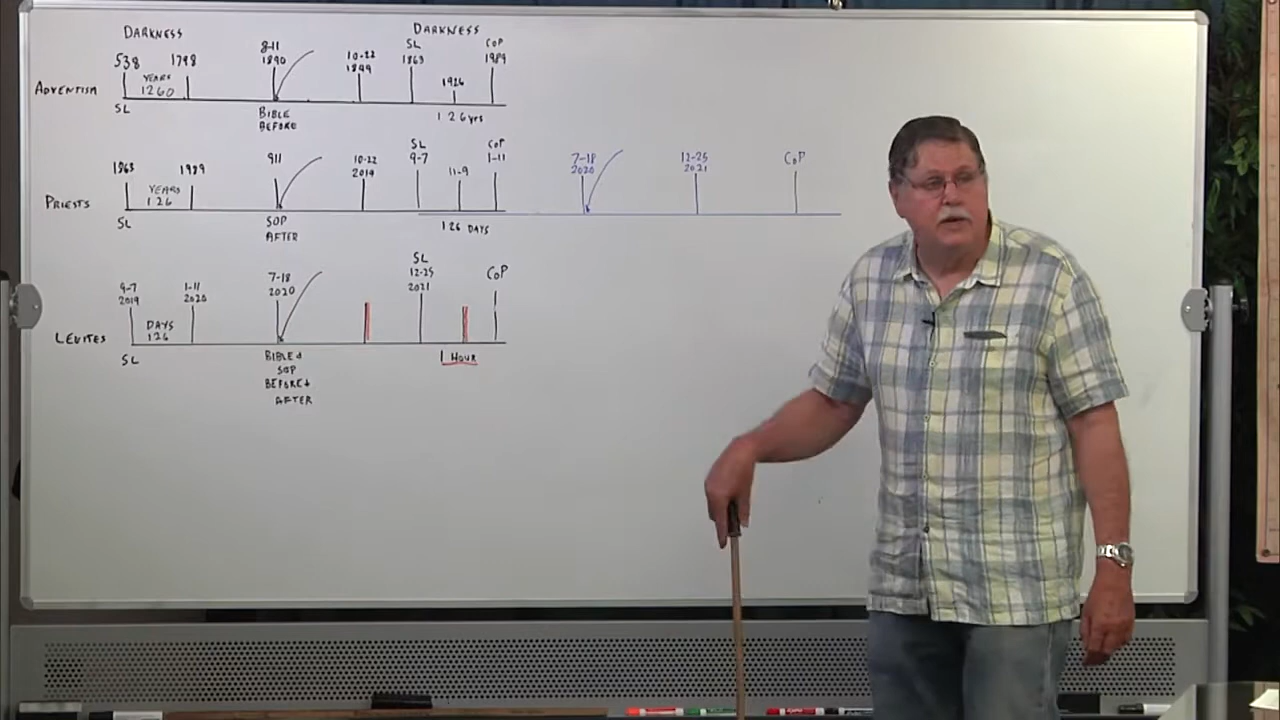 DARKNESS DARKNESS
8-11 10-22 SL CoP
538 1798 1840 1844 1863 1989
ADVENTISM YEARS 1260 1926
SL BIBLE BEFORE 126 yrs
SL CoP
1863 1989 911 10-22 2019 9-7 1-11 7-18 2020 12-25 2021 CoP
PRIESTS YEARS 126 11-9
SL SOP AFTER 126 DAYS
SL
9-7 2019 1-11 2020 7-18 2020 12-25 2021 CoP
LEVITES DAYS 126
SL BIBLE & SOP BEFORE & AFTER 1 HOUR